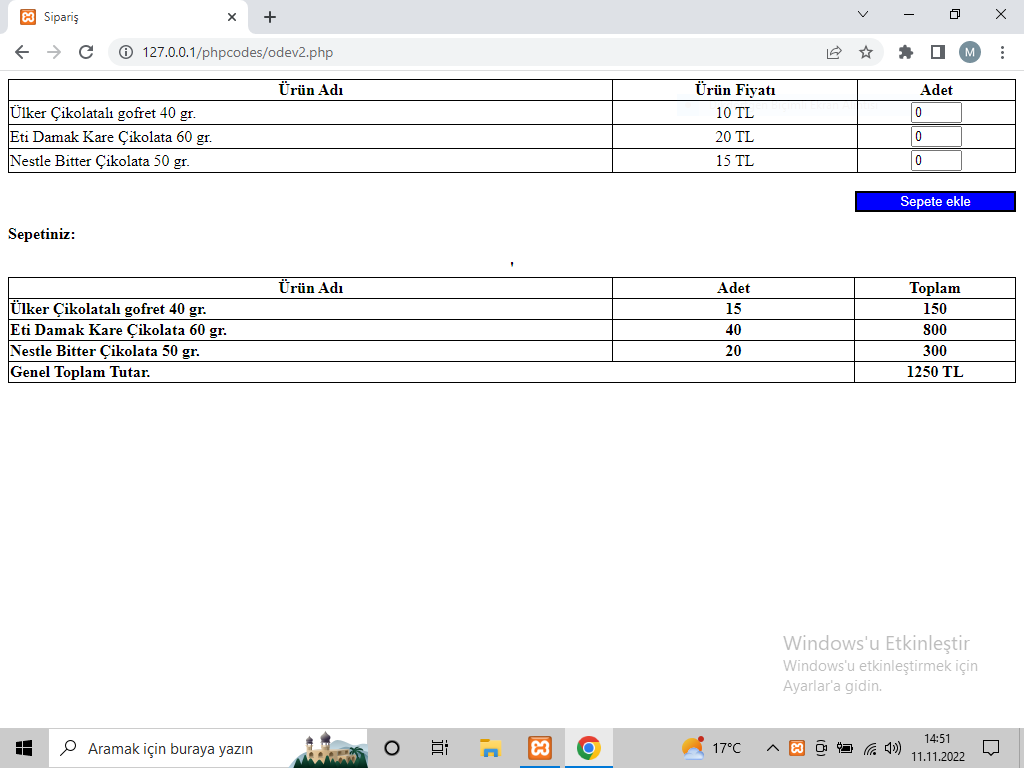 Sipariş
127.0.0.1/phpcodes/odev2.php
M
Ürün Adı Ürün Fiyatı Adet
Ülker Çikolatalı gofret 40 gr. 10 TL 0
Eti Damak Kare Çikolata 60 gr. 20 TL 0
Nestle Bitter Çikolata 50 gr. 15 TL 0
Sepete ekle
Sepetiniz:
'
Ürün Adı Adet Toplam
Ülker Çikolatalı gofret 40 gr. 15 150
Eti Damak Kare Çikolata 60 gr. 40 800
Nestle Bitter Çikolata 50 gr. 20 300
Genel Toplam Tutar. 1250 TL
Windows'u Etkinleştir
Windows'u etkinleştirmek için
Ayarlar'a gidin.
Aramak için buraya yazın
17°C
14:51
11.11.2022